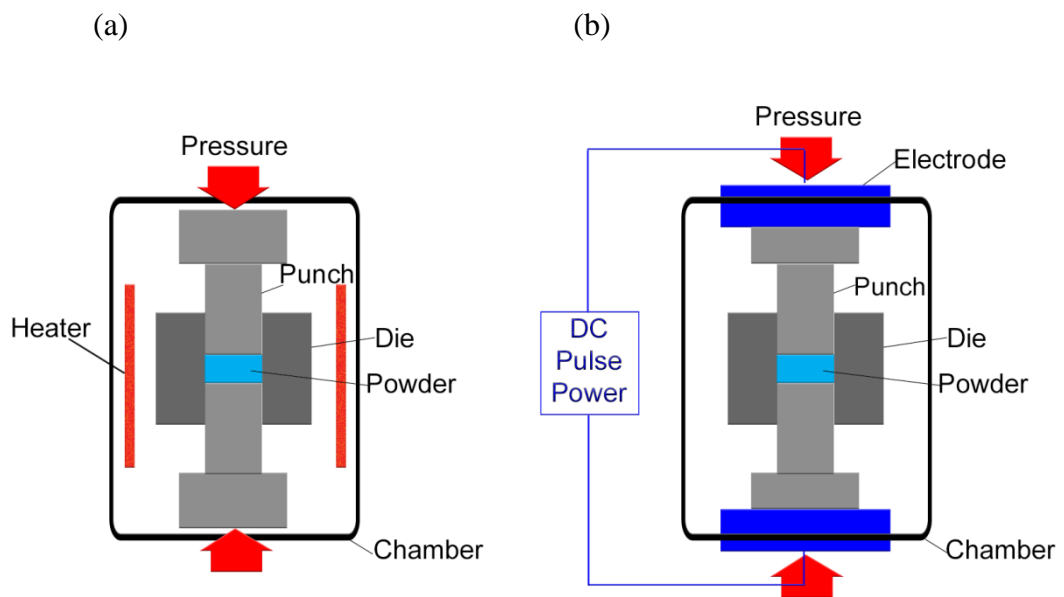 (a)
(b)
Pressure
Punch
Heater
Die
Powder
Chamber
Pressure
Electrode
Punch
DC
Pulse
Power
Die
Powder
Chamber